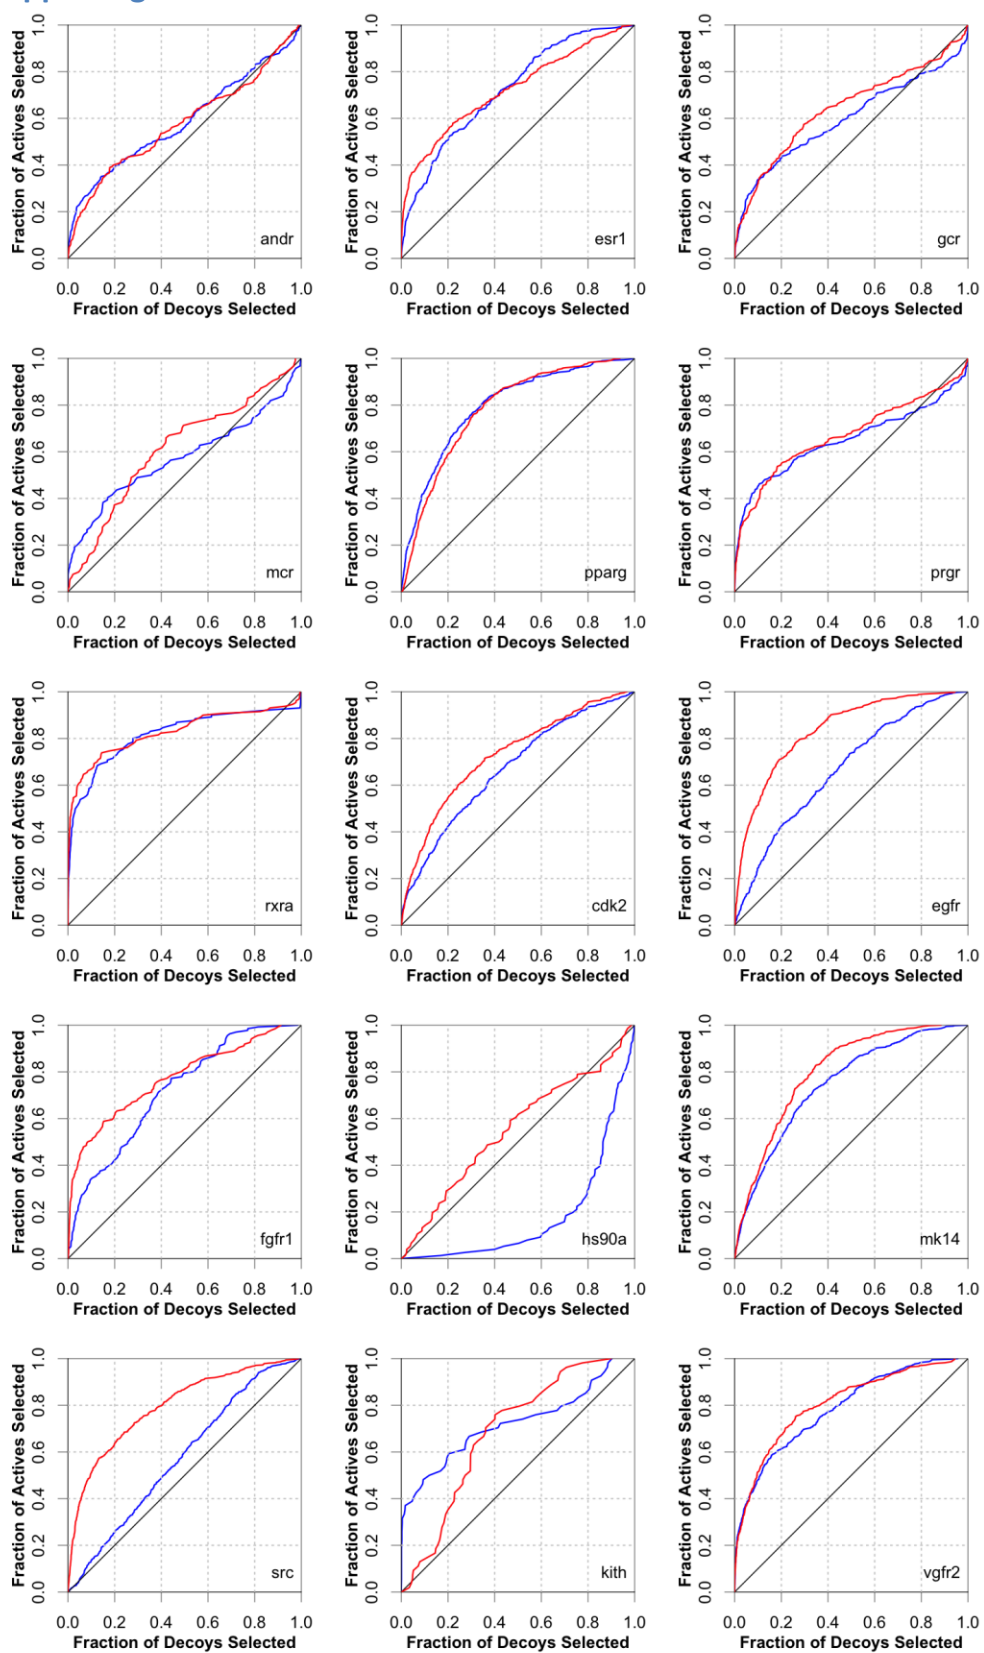 Fraction of Actives Selected
0.0 0.2 0.4 0.6 0.8 1.0
andr
0.0 0.2 0.4 0.6 0.8 1.0
Fraction of Decoys Selected
Fraction of Actives Selected
0.0 0.2 0.4 0.6 0.8 1.0
esr1
0.0 0.2 0.4 0.6 0.8 1.0
Fraction of Decoys Selected
Fraction of Actives Selected
0.0 0.2 0.4 0.6 0.8 1.0
gcr
0.0 0.2 0.4 0.6 0.8 1.0
Fraction of Decoys Selected
Fraction of Actives Selected
0.0 0.2 0.4 0.6 0.8 1.0
mcr
0.0 0.2 0.4 0.6 0.8 1.0
Fraction of Decoys Selected
Fraction of Actives Selected
0.0 0.2 0.4 0.6 0.8 1.0
pparg
0.0 0.2 0.4 0.6 0.8 1.0
Fraction of Decoys Selected
Fraction of Actives Selected
0.0 0.2 0.4 0.6 0.8 1.0
prgr
0.0 0.2 0.4 0.6 0.8 1.0
Fraction of Decoys Selected
Fraction of Actives Selected
0.0 0.2 0.4 0.6 0.8 1.0
rxra
0.0 0.2 0.4 0.6 0.8 1.0
Fraction of Decoys Selected
Fraction of Actives Selected
0.0 0.2 0.4 0.6 0.8 1.0
cdk2
0.0 0.2 0.4 0.6 0.8 1.0
Fraction of Decoys Selected
Fraction of Actives Selected
0.0 0.2 0.4 0.6 0.8 1.0
egfr
0.0 0.2 0.4 0.6 0.8 1.0
Fraction of Decoys Selected
Fraction of Actives Selected
0.0 0.2 0.4 0.6 0.8 1.0
fgfr1
0.0 0.2 0.4 0.6 0.8 1.0
Fraction of Decoys Selected
Fraction of Actives Selected
0.0 0.2 0.4 0.6 0.8 1.0
hs90a
0.0 0.2 0.4 0.6 0.8 1.0
Fraction of Decoys Selected
Fraction of Actives Selected
0.0 0.2 0.4 0.6 0.8 1.0
mk14
0.0 0.2 0.4 0.6 0.8 1.0
Fraction of Decoys Selected
Fraction of Actives Selected
0.0 0.2 0.4 0.6 0.8 1.0
src
0.0 0.2 0.4 0.6 0.8 1.0
Fraction of Decoys Selected
Fraction of Actives Selected
0.0 0.2 0.4 0.6 0.8 1.0
kith
0.0 0.2 0.4 0.6 0.8 1.0
Fraction of Decoys Selected
Fraction of Actives Selected
0.0 0.2 0.4 0.6 0.8 1.0
vgfr2
0.0 0.2 0.4 0.6 0.8 1.0
Fraction of Decoys Selected